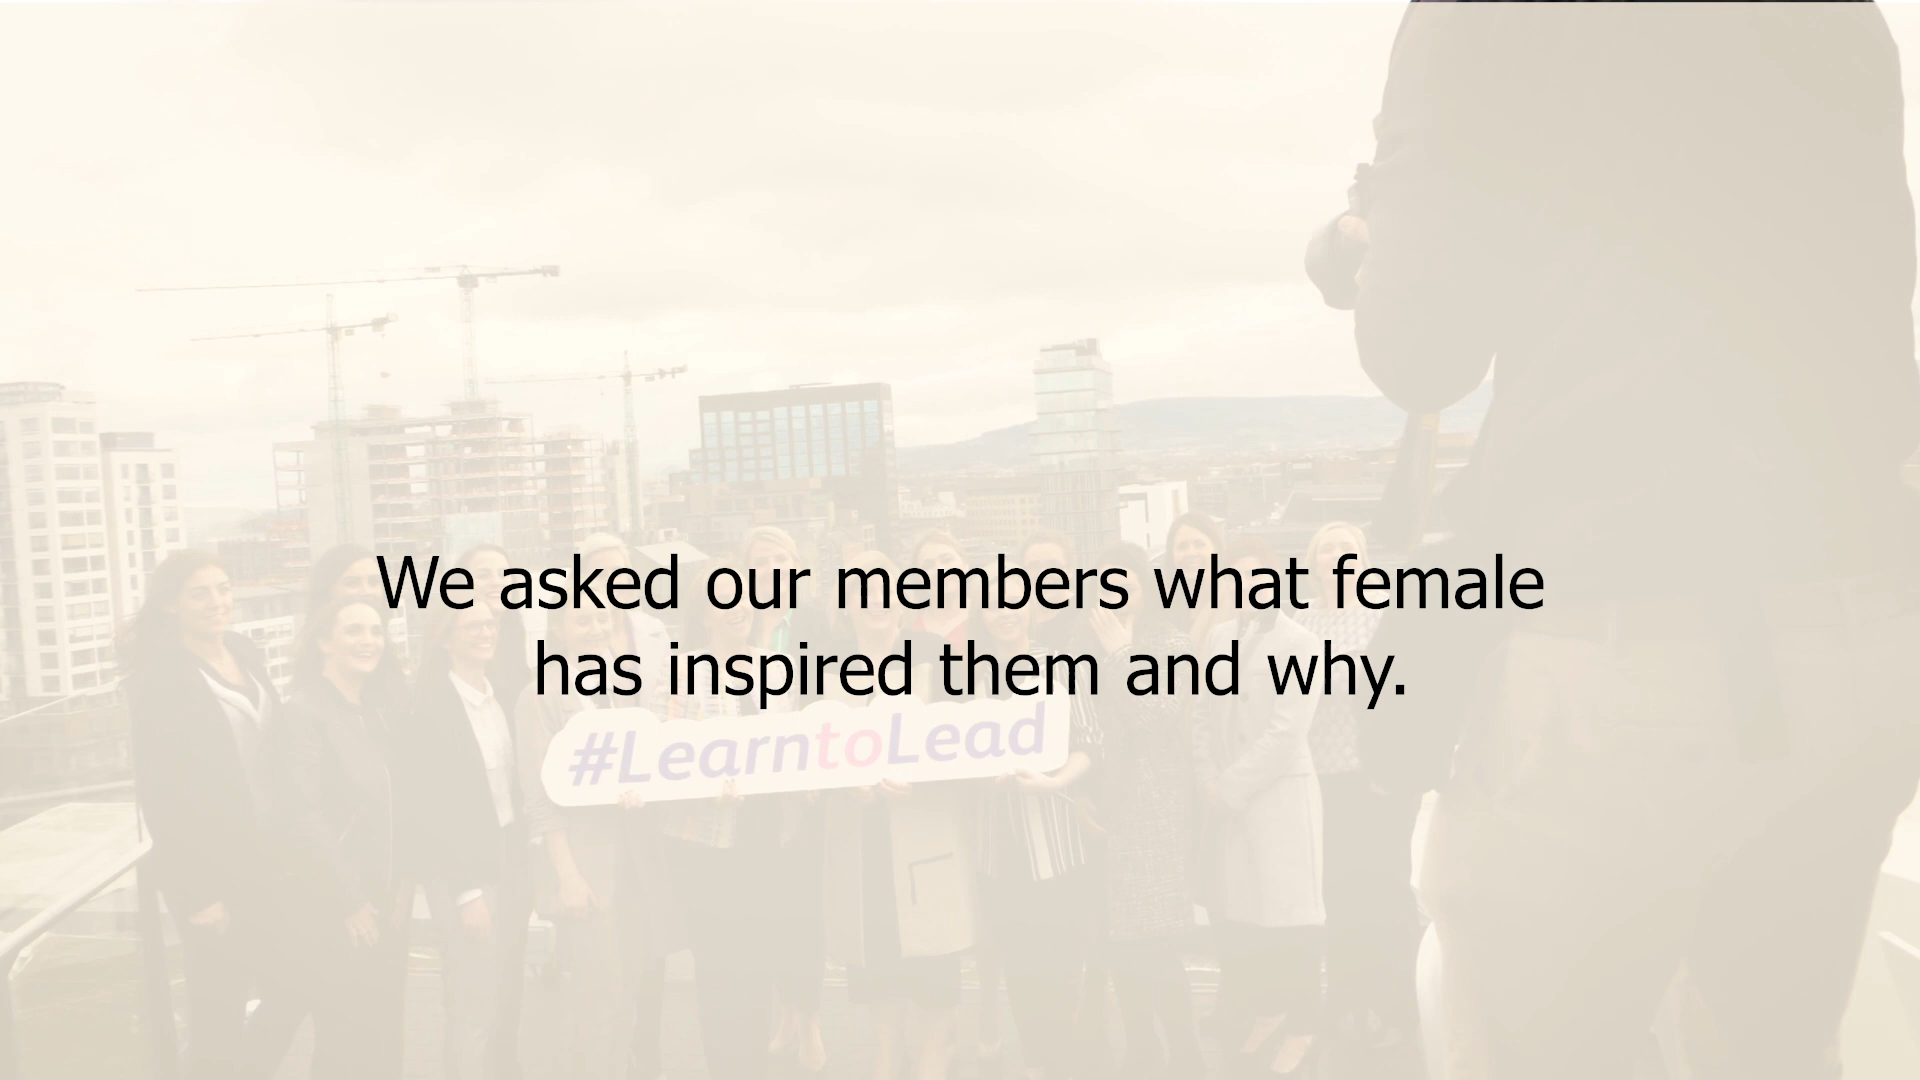 We asked our members what female
has inspired them and why.
#LearntoLead